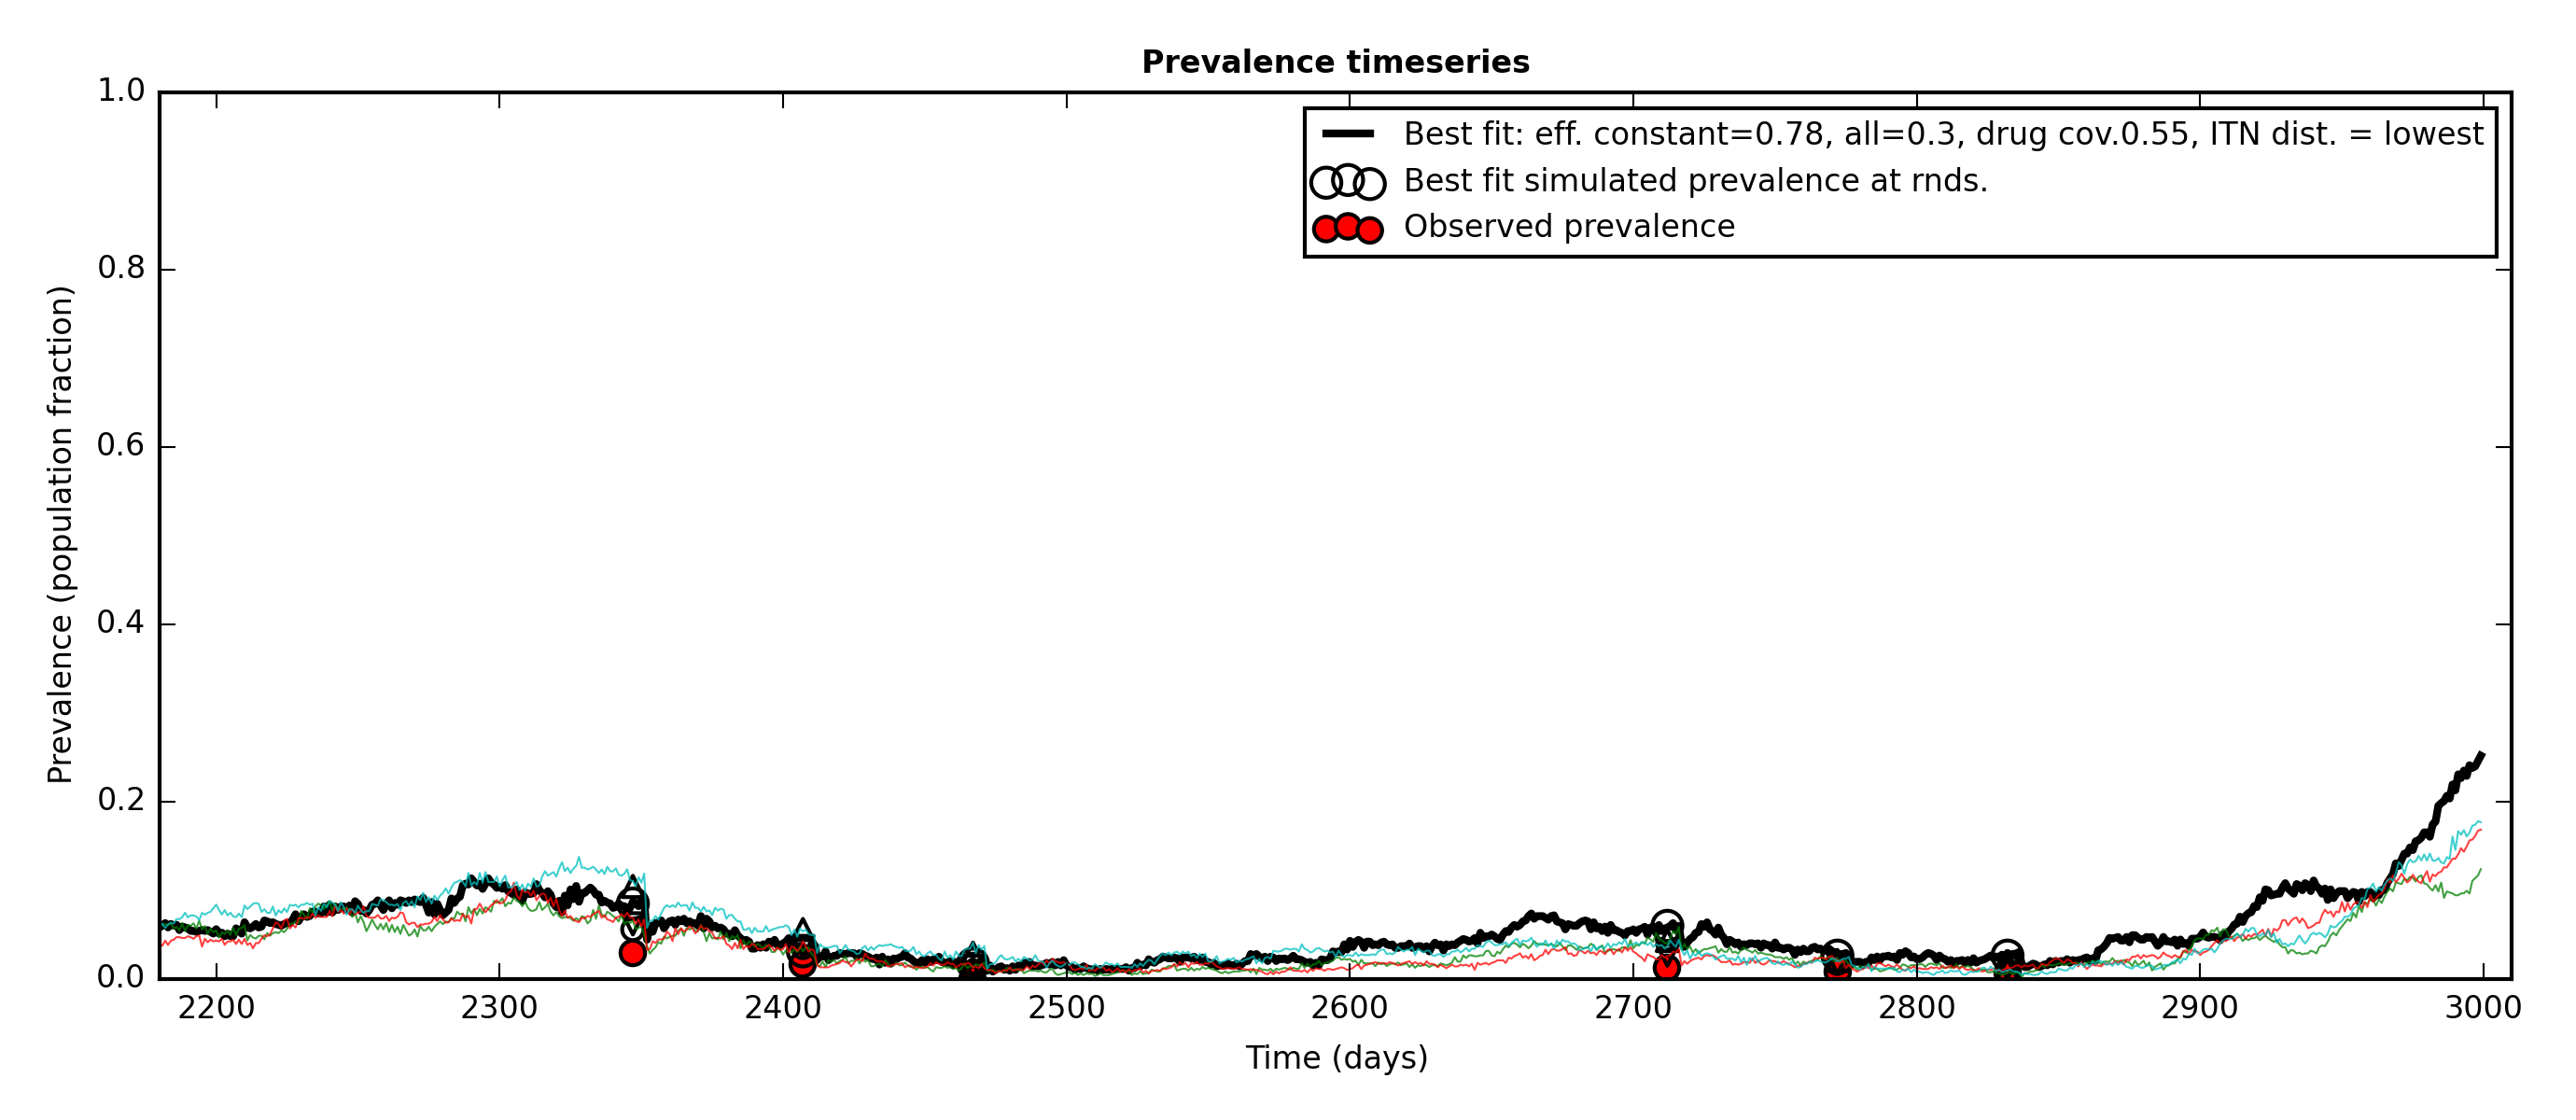 Prevalence timeseries
Best fit: eff. constant=0.78, all=0.3, drug cov.0.55, ITN dist. = lowest
Best fit simulated prevalence at rnds.
Observed prevalence
Prevalence (population fraction)
1.0
0.8
0.6
0.4
0.2
0.0
2200 2300 2400 2500 2600 2700 2800 2900 3000
Time (days)